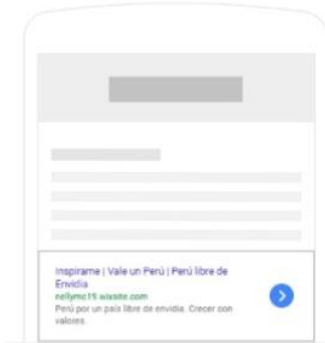 Inspirame | Vale un Perú | Perú libre de
Envidia
nellymc19.wixsite.com
Perú por un país libre de envidia. Crecer con
valores.